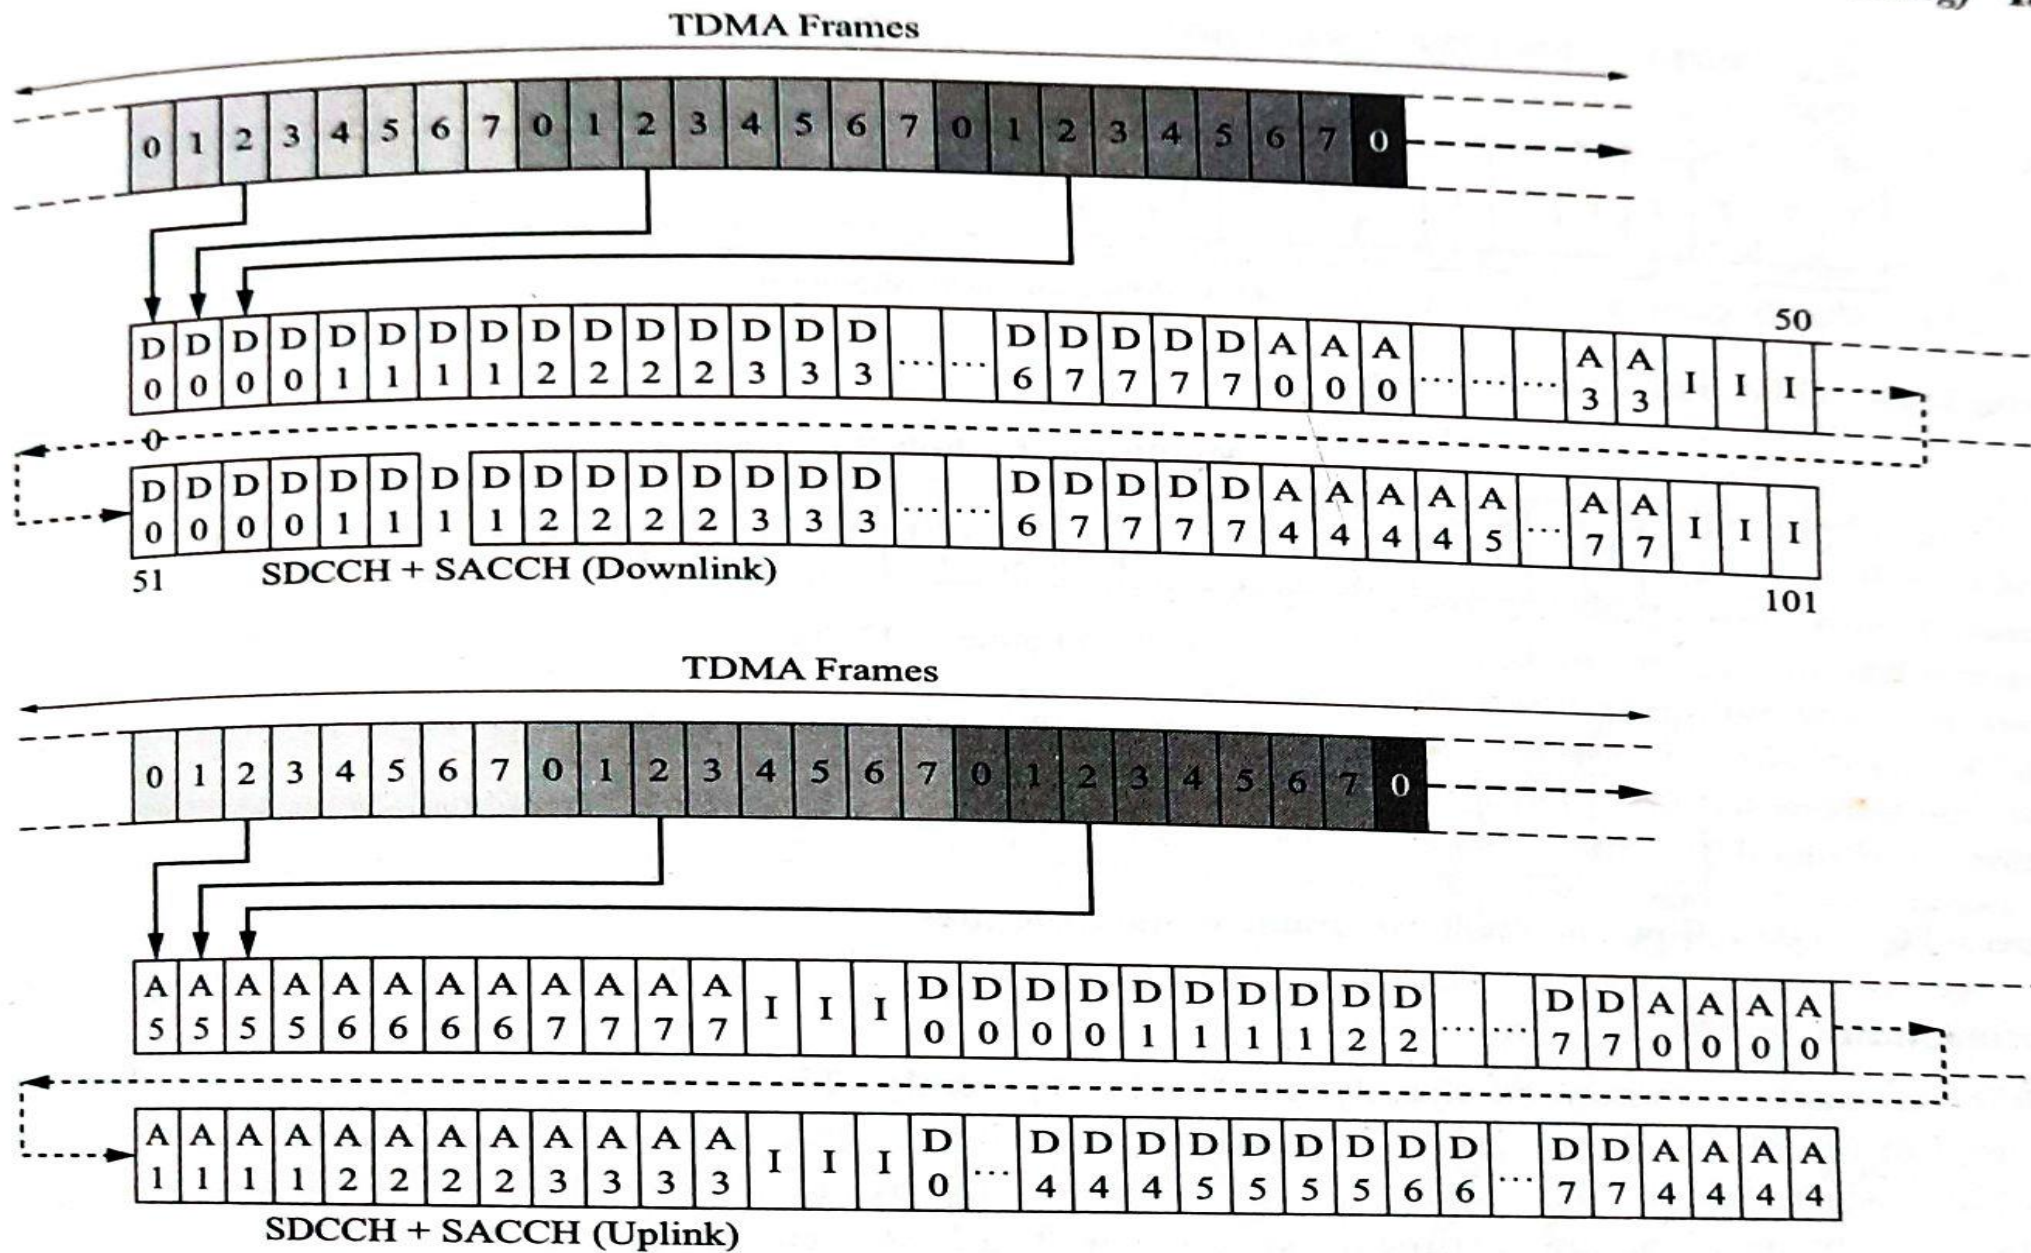 TDMA Frames
0 1 2 3 4 5 6 7 0 1 2 3 4 5 6 7 0 1 2 3 4 5 6 7 0
50
D D D D D D D D D D D D D D D ... ... D D D D D A A A ... ... ... A A I I I
0 0 0 0 1 1 1 1 2 2 2 2 3 3 3 6 7 7 7 7 0 0 0 3 3
0
D D D D D D D D D D D D D D D ... ... D D D D D A A A A A ... A A I I I
0 0 0 0 1 1 1 1 2 2 2 2 3 3 3 6 7 7 7 7 4 4 4 4 5 7 7
51 SDCCH + SACCH (Downlink)
101
TDMA Frames
0 1 2 3 4 5 6 7 0 1 2 3 4 5 6 7 0 1 2 3 4 5 6 7 0
A A A A A A A A A A A A I I I D D D D D D D D D D ... ... D D A A A A
5 5 5 5 6 6 6 6 7 7 7 7 0 0 0 0 1 1 1 1 2 2 7 7 0 0 0 0
A A A A A A A A A A A A I I I D ... D D D D D D D D D ... D D A A A A
1 1 1 1 2 2 2 2 3 3 3 3 0 4 4 4 5 5 5 5 6 6 7 7 4 4 4 4
SDCCH + SACCH (Uplink)